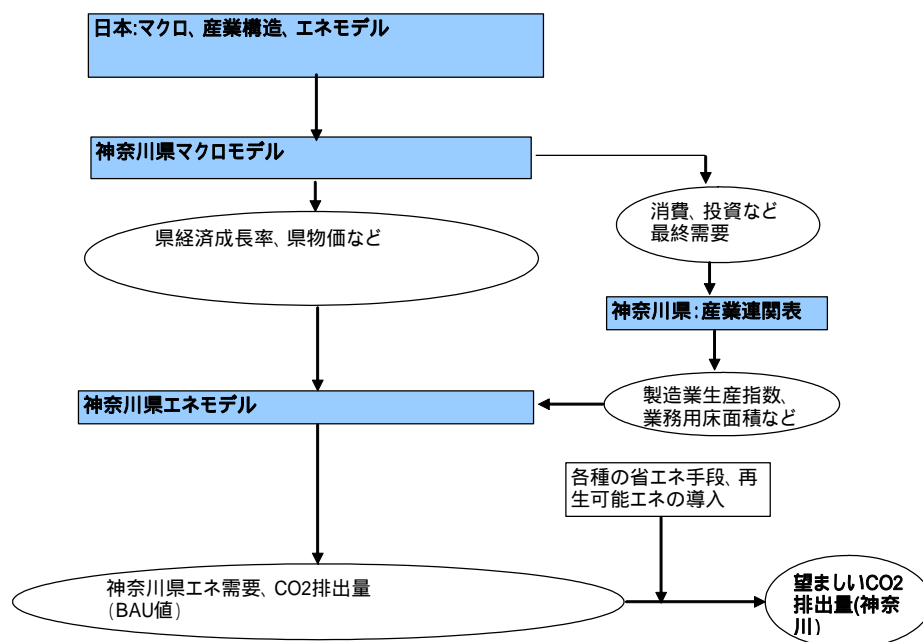 日本:マクロ、産業構造、エネモデル
神奈川県マクロモデル
消費、投資など
最終需要
県経済成長率、県物価など
神奈川県:産業連関表
神奈川県エネモデル
製造業生産指数、
業務用床面積など
各種の省エネ手段、再
生可能エネの導入
神奈川県エネ需要、CO2排出量
(BAU値)
望ましいCO2
排出量(神奈
川)